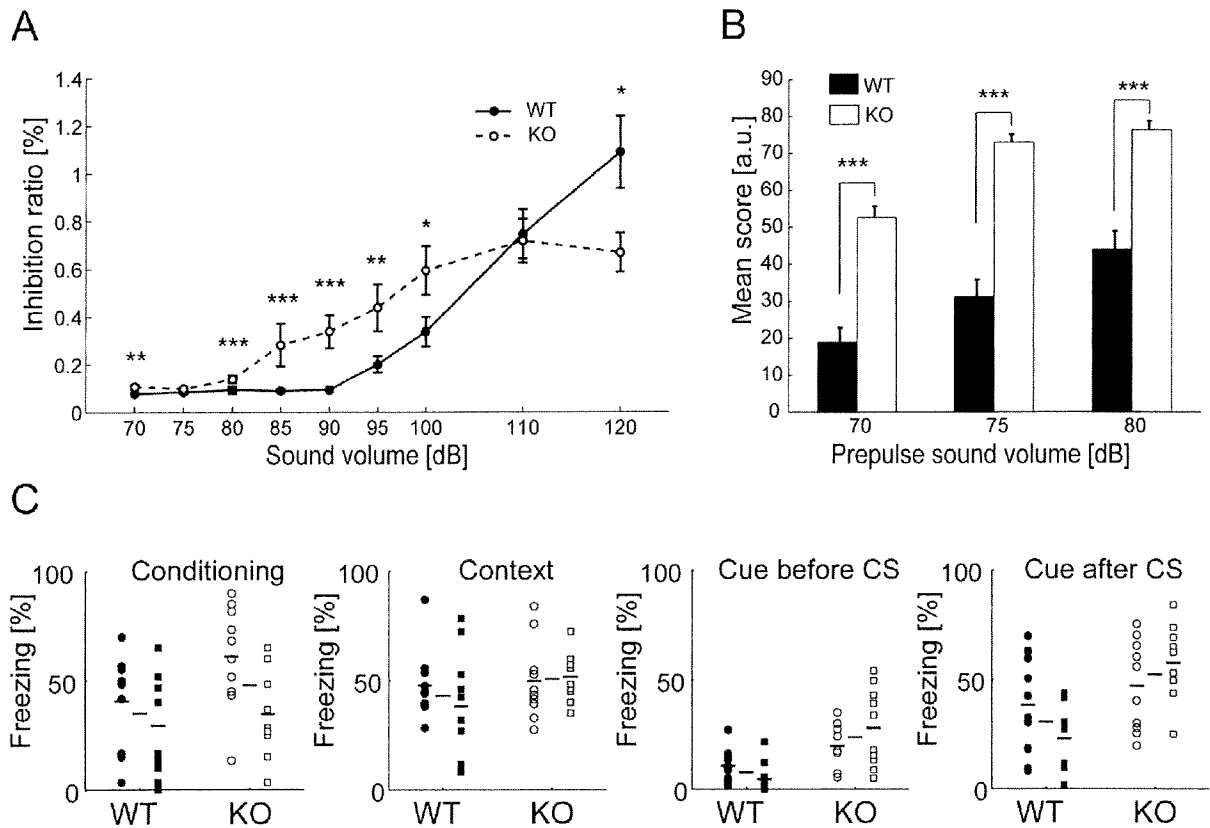 A
Inhibition ratio [%]
1.4
1.2
1
0.8
0.6
0.4
0.2
0
WT
KO
**
***
***
***
**
*
*
70 75 80 85 90 95 100 110 120
Sound volume [dB]
B
Mean score [a.u.]
90
80
70
60
50
40
30
20
10
0
WT
KO
***
***
***
70 75 80
Prepulse sound volume [dB]
C
Freezing [%]
100
50
0
Conditioning
WT KO
Freezing [%]
100
50
0
Context
WT KO
Freezing [%]
100
50
0
Cue before CS
WT KO
Freezing [%]
100
50
0
Cue after CS
WT KO